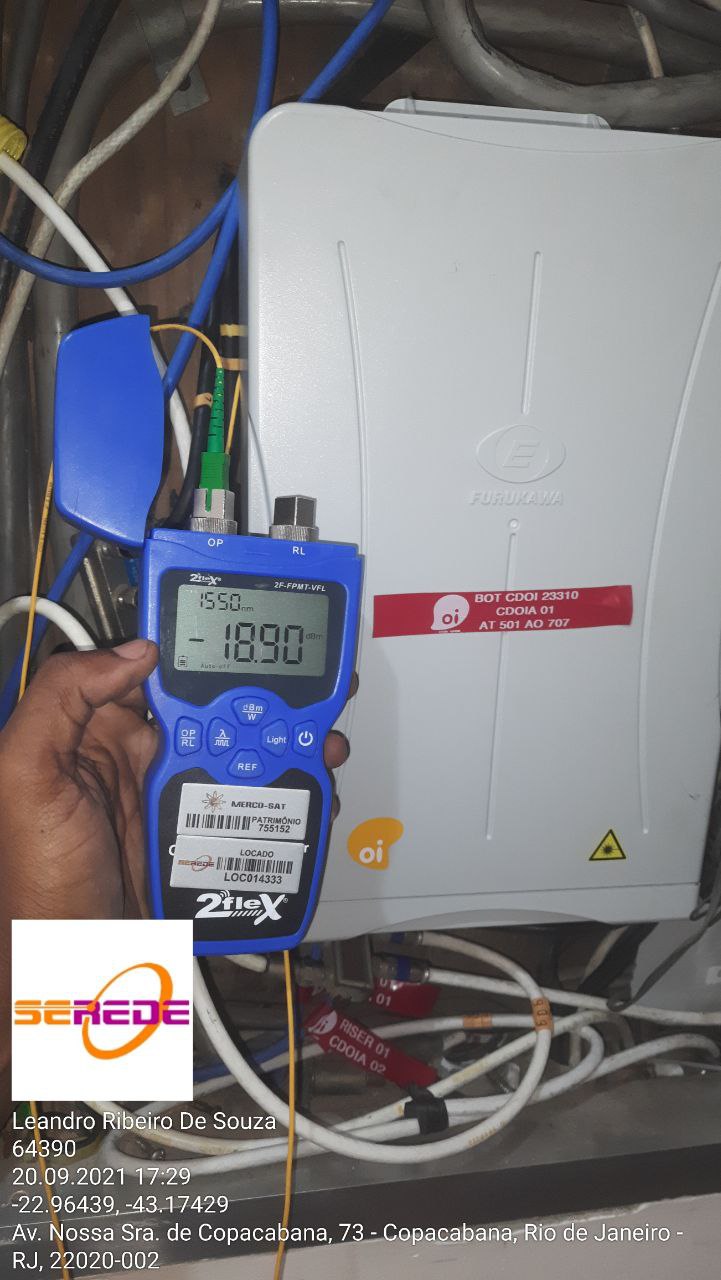 FURUKAWA
OP
RL
2fleX®
2F-FPMT-VFL
1550nm
-18.90 dBm
Auto-off
oi
BOT CDOI 23310
CDOIA 01
AT 501 AO 707
dBm
W
OP
RL
λ
Light
REF
MERCO-SAT
PATRIMÔNIO
755152
SEREDE
LOCADO
LOC014333
2fleX®
oi
01
RISER 01
CDOIA 02
SEREDE
Leandro Ribeiro De Souza
64390
20.09.2021 17:29
-22.96439, -43.17429
Av. Nossa Sra. de Copacabana, 73 - Copacabana, Rio de Janeiro -
RJ, 22020-002